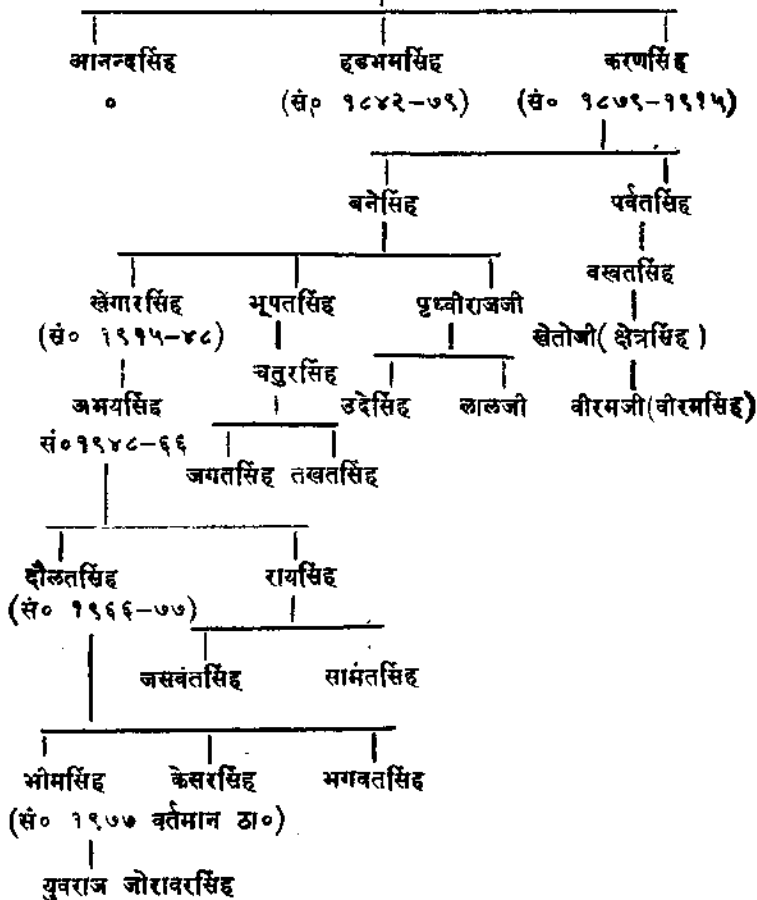 आनन्दसिंह हडभमसिंह करणसिंह
० (सं० १८४२-७९) (सं० १८७९-१९१५)
बनेसिंह पर्वतसिंह
वखतसिंह
खेंगारसिंह भूपतसिंह पृथ्वीराजजी
(सं० १९१५-४८) खेतोजी( क्षेत्रसिंह )
चतुरसिंह
अभयसिंह उदेसिंह लालजी वीरमजी(वीरमसिंह)
सं०१९४८-६६
जगतसिंह तखतसिंह
दौलतसिंह रायसिंह
(सं० १९६६-७७)
जसवंतसिंह सामंतसिंह
भीमसिंह केसरसिंह भगवतसिंह
(सं० १९७७ वर्तमान ठा०)
युवराज जोरावरसिंह